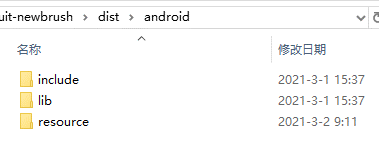 uit-newbrush > dist > android
名称 修改日期
include 2021-3-1 15:37
lib 2021-3-1 15:37
resource 2021-3-2 9:11